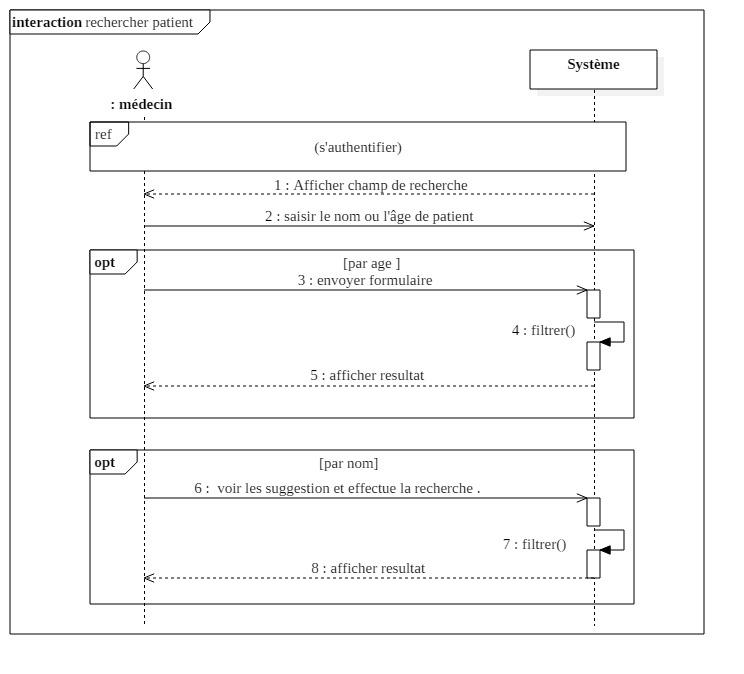 interaction rechercher patient
Système
: médecin
ref
(s'authentifier)
1 : Afficher champ de recherche
2 : saisir le nom ou l'âge de patient
opt
[par age ]
3 : envoyer formulaire
4 : filtrer()
5 : afficher resultat
opt
[par nom]
6 :  voir les suggestion et effectue la recherche .
7 : filtrer()
8 : afficher resultat